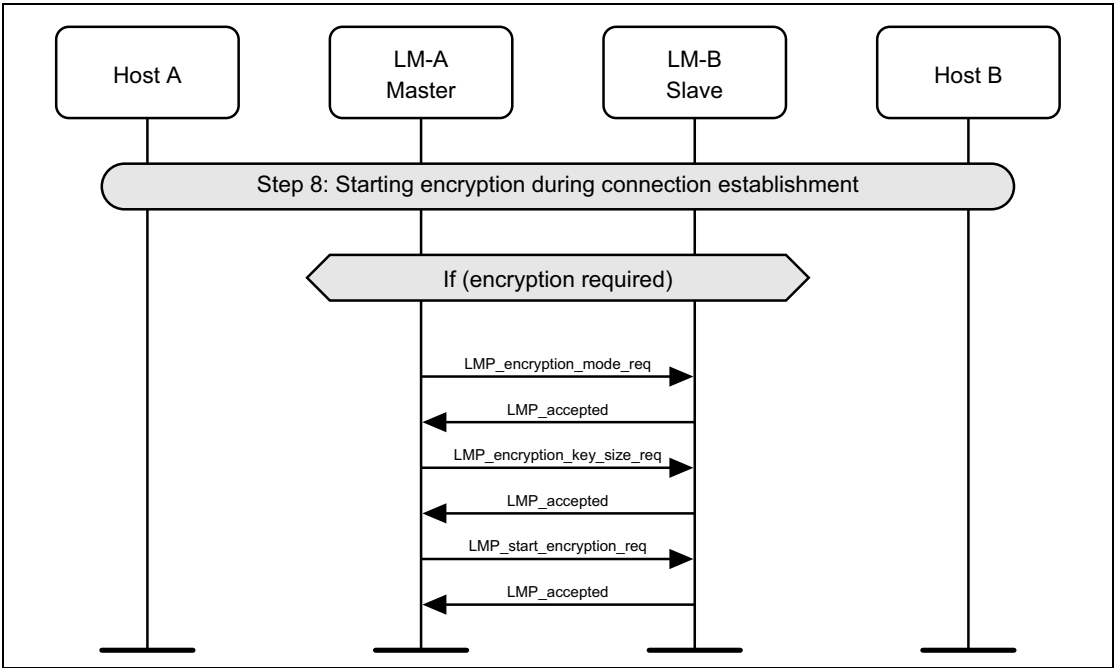 Host A
LM-A
Master
LM-B
Slave
Host B
Step 8: Starting encryption during connection establishment
If (encryption required)
LMP_encryption_mode_req
LMP_accepted
LMP_encryption_key_size_req
LMP_accepted
LMP_start_encryption_req
LMP_accepted